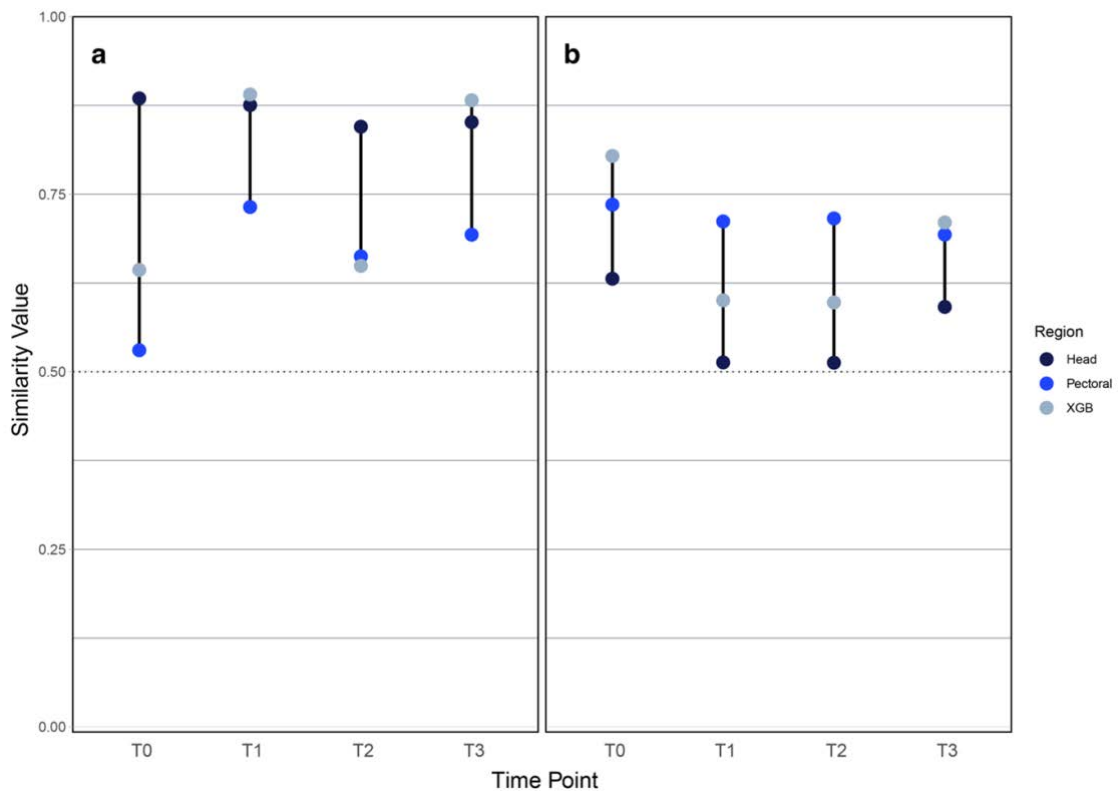 1.00
a
b
0.75
0.50
0.25
0.00
Similarity Value
T0 T1 T2 T3 T0 T1 T2 T3
Time Point
Region
Head
Pectoral
XGB